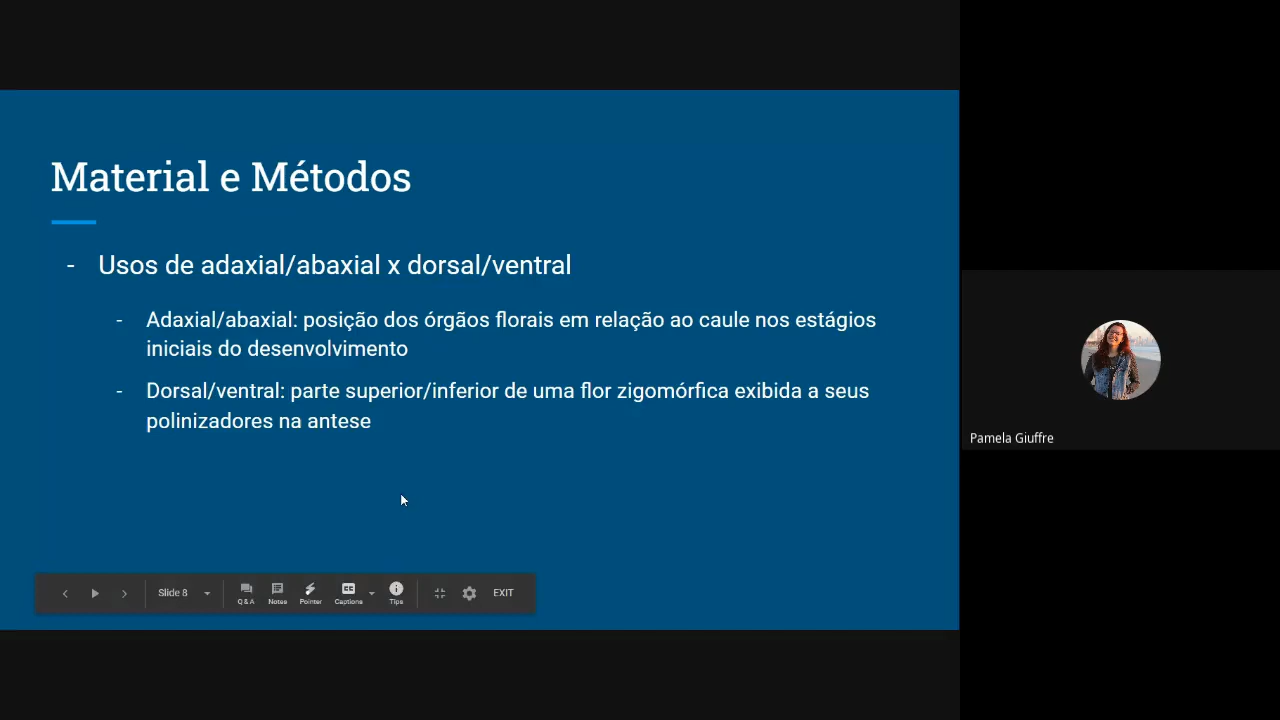 Material e Métodos
- Usos de adaxial/abaxial x dorsal/ventral
- Adaxial/abaxial: posição dos órgãos florais em relação ao caule nos estágios
iniciais do desenvolvimento
- Dorsal/ventral: parte superior/inferior de uma flor zigomórfica exibida a seus
polinizadores na antese
Pamela Giuffre
Slide 8
Q & A
Notes
Pointer
CC
Captions
Tips
EXIT